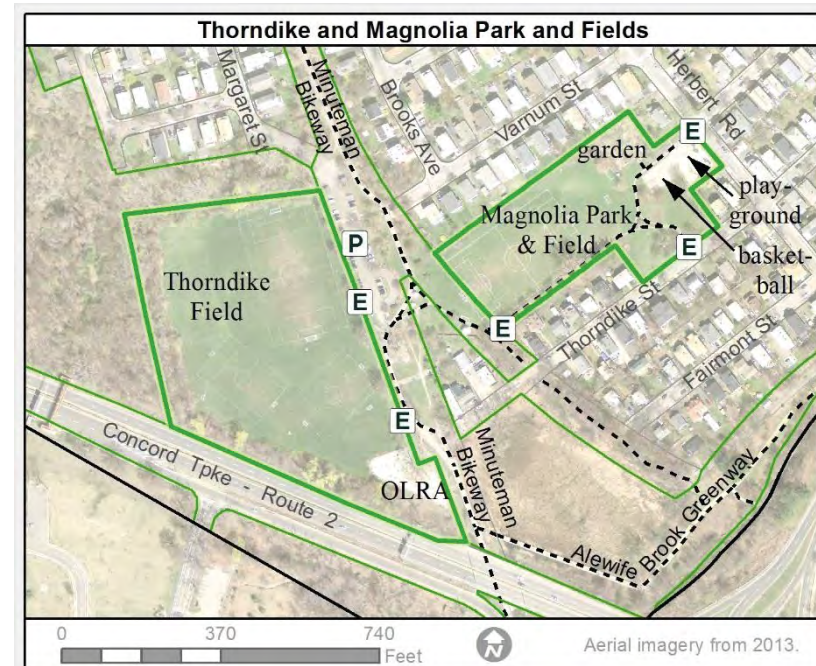 Thorndike and Magnolia Park and Fields
Margaret St
Minuteman
Bikeway
Brooks Ave
Varnum St
Herbert Rd
E
garden
play-
ground
Magnolia Park
& Field
basket-
ball
E
P
Thorndike
Field
E
E
Thorndike St
Fairmont St
E
Concord Tpke - Route 2
OLRA
Minuteman
Bikeway
Alewife Brook Greenway
0
370
740
Feet
N
Aerial imagery from 2013.